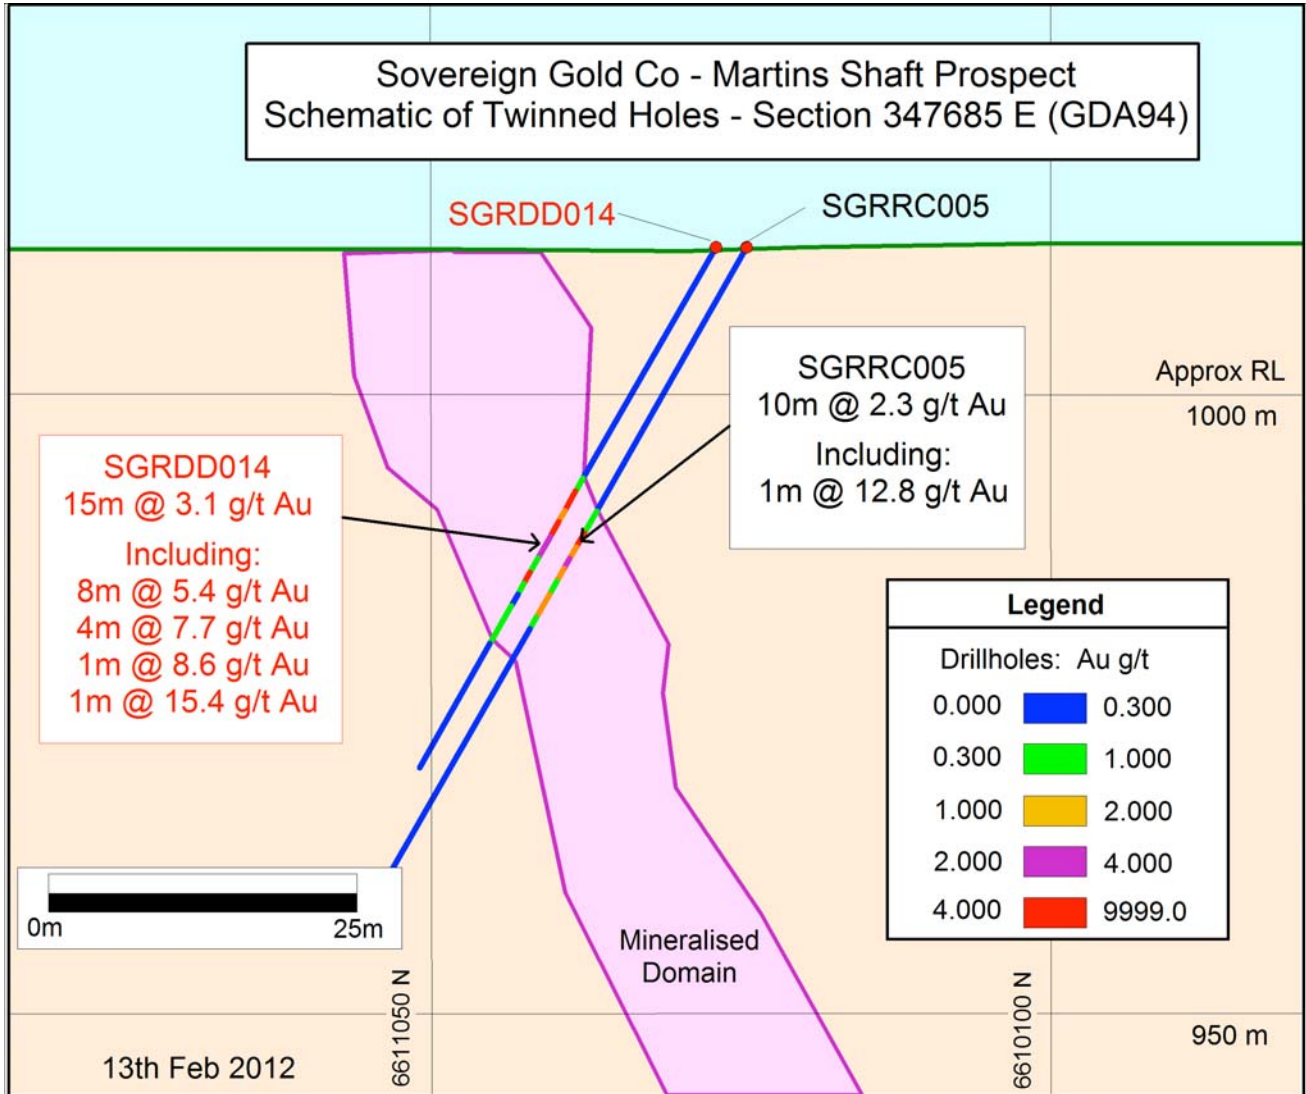 Sovereign Gold Co - Martins Shaft Prospect
Schematic of Twinned Holes - Section 347685 E (GDA94)
SGRDD014
SGRRC005
Approx RL
1000 m
SGRRC005
10m @ 2.3 g/t Au
Including:
1m @ 12.8 g/t Au
SGRDD014
15m @ 3.1 g/t Au
Including:
8m @ 5.4 g/t Au
4m @ 7.7 g/t Au
1m @ 8.6 g/t Au
1m @ 15.4 g/t Au
Legend
Drillholes: Au g/t
0.000 0.300
0.300 1.000
1.000 2.000
2.000 4.000
4.000 9999.0
0m 25m
Mineralised
Domain
6611050 N
6610100 N
950 m
13th Feb 2012